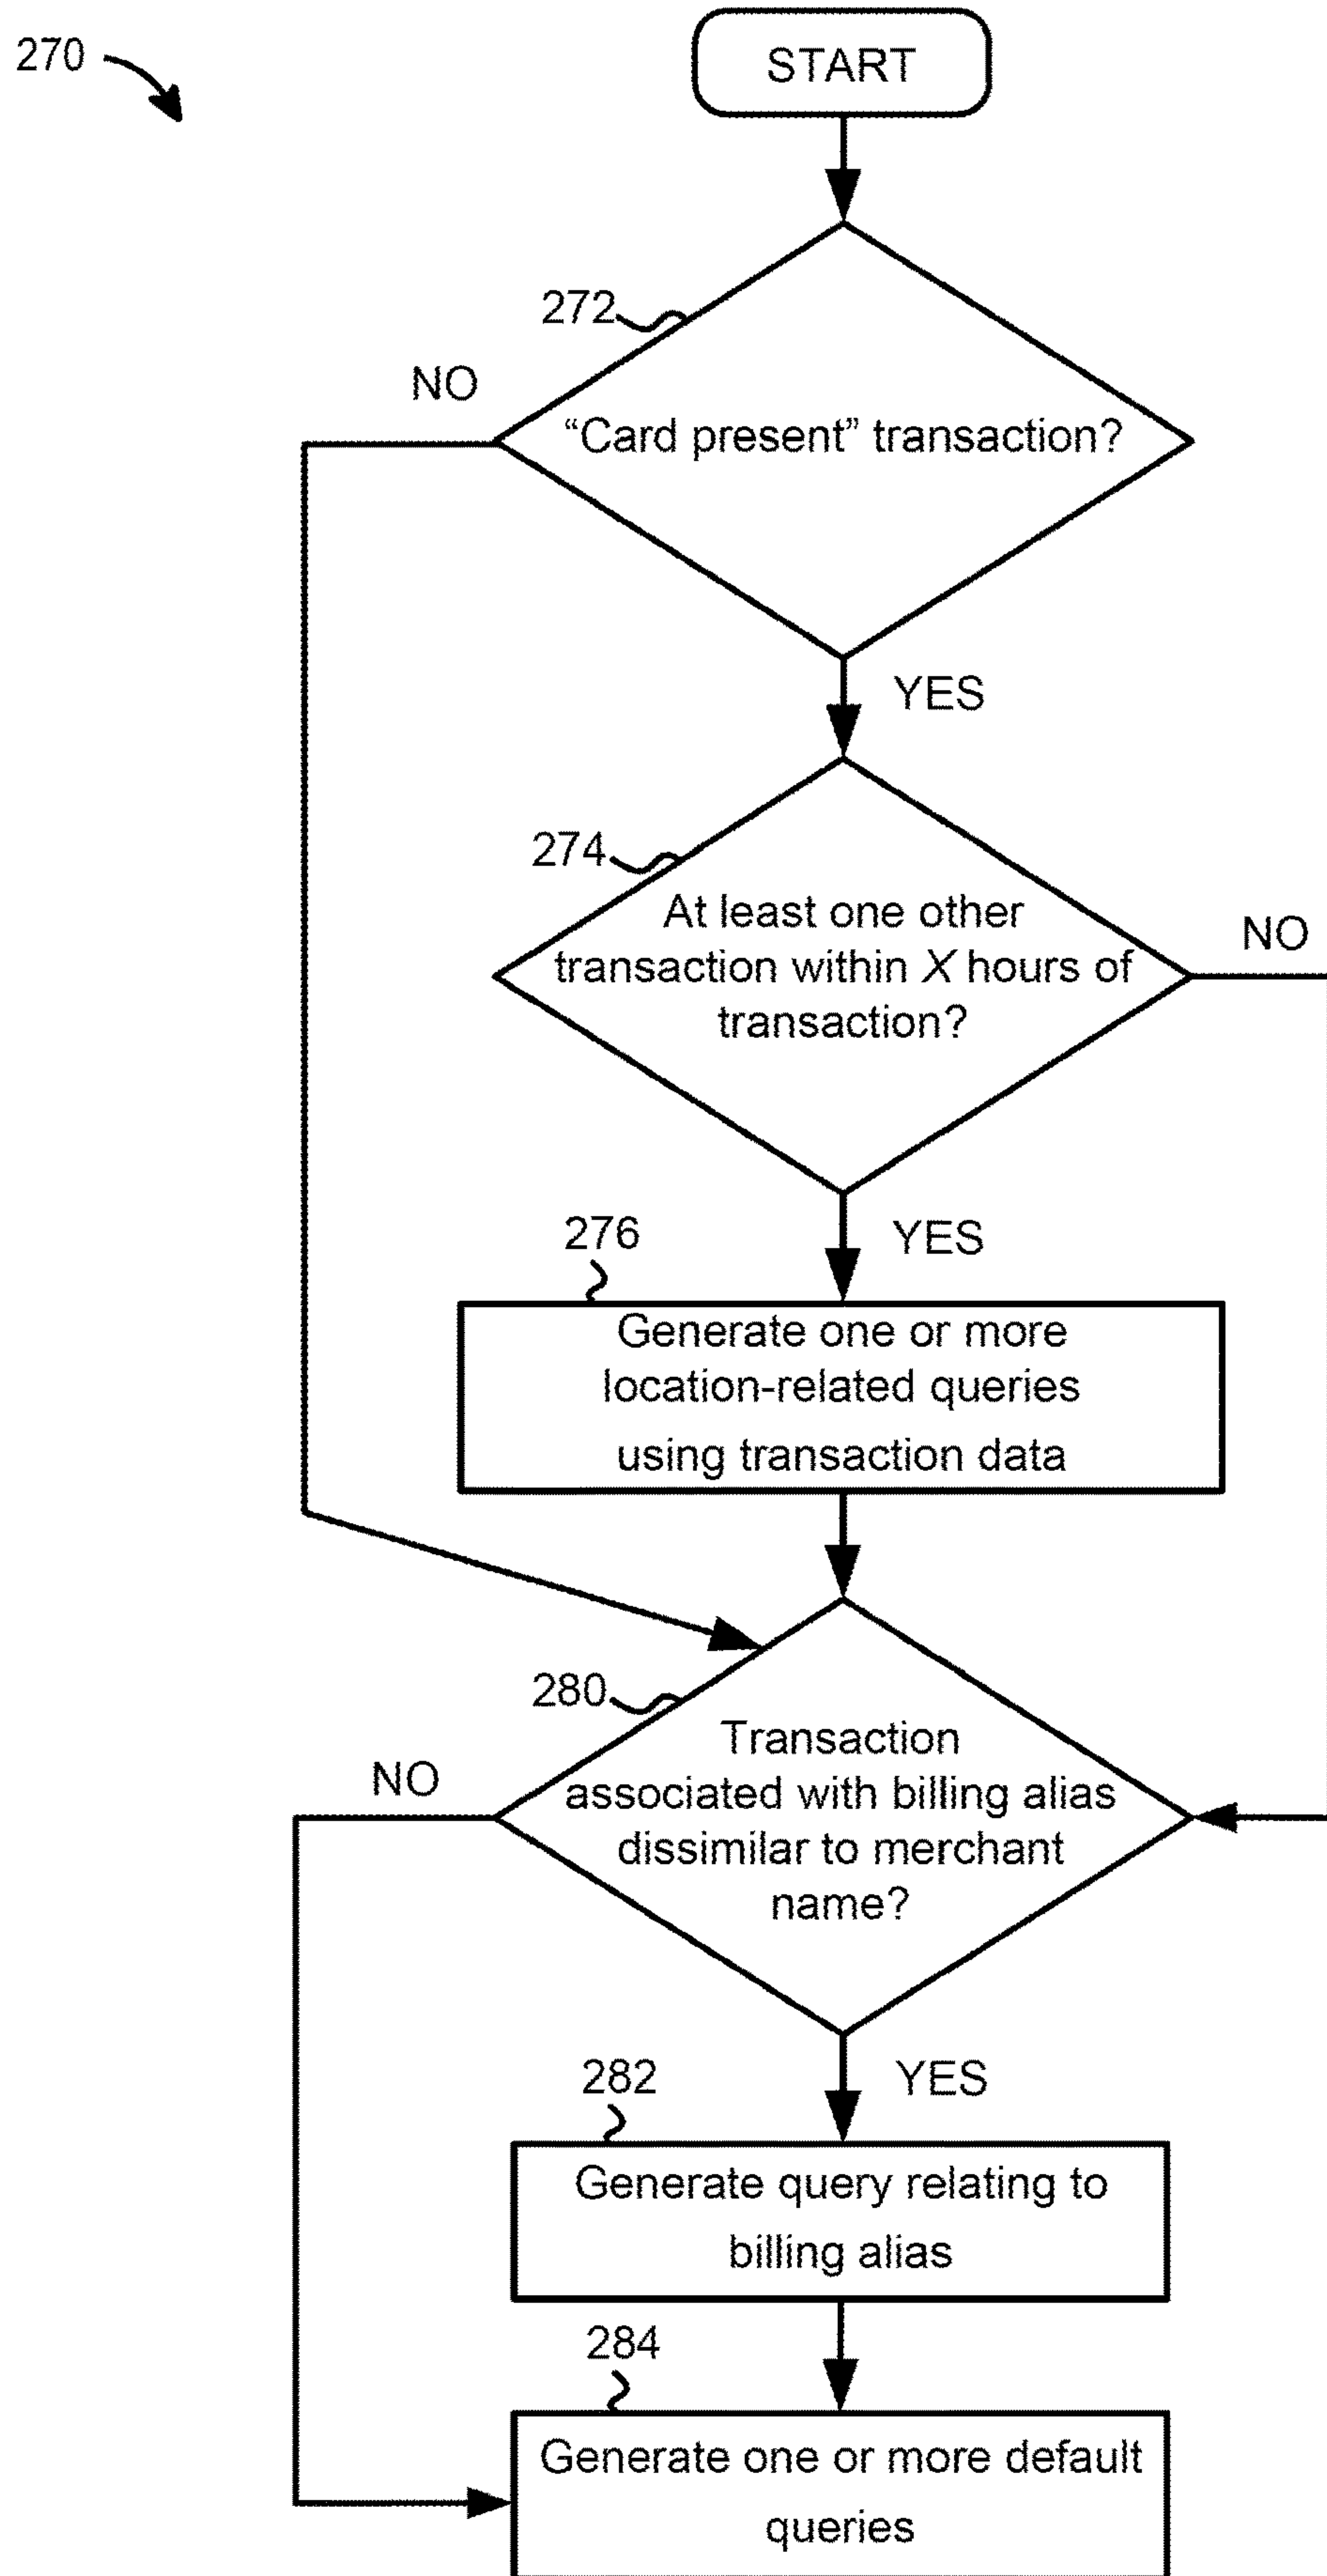 270
START
272
NO
“Card present” transaction?
YES
274
At least one other
transaction within X hours of
transaction?
NO
YES
276
Generate one or more
location-related queries
using transaction data
280
Transaction
associated with billing alias
dissimilar to merchant
name?
NO
YES
282
Generate query relating to
billing alias
284
Generate one or more default
queries